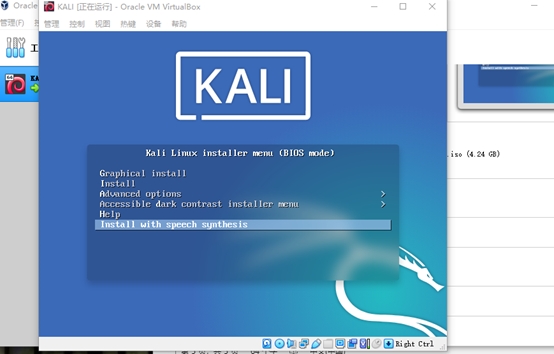 Oracle
KALI [正在运行] - Oracle VM VirtualBox
管理(F)
管理 控制 视图 热键 设备 帮助
KALI
Kali Linux installer menu (BIOS mode)
Graphical install
Install
Advanced options >
Accessible dark contrast installer menu >
Help
Install with speech synthesis
.iso (4.24 GB)
Right Ctrl